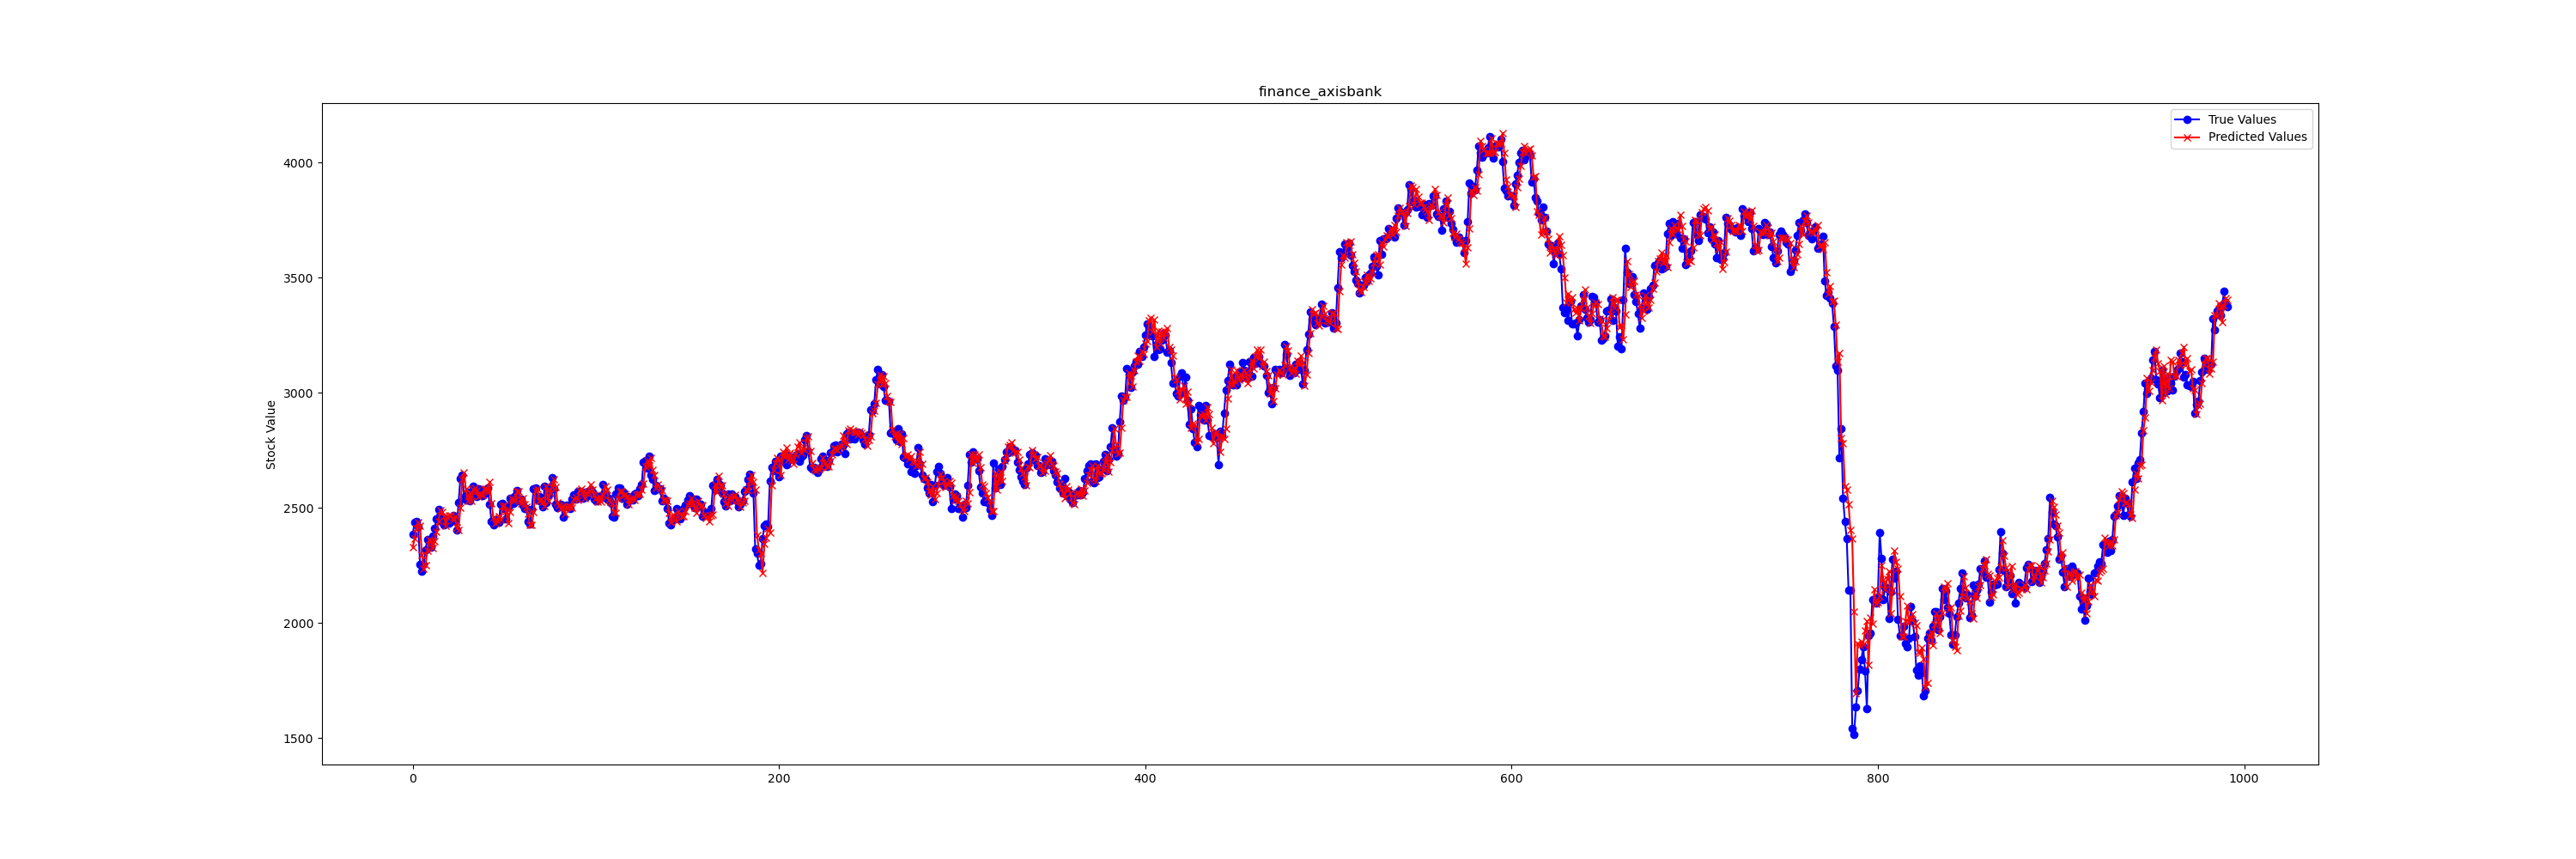 finance_axisbank
True Values
Predicted Values
Stock Value
4000
3500
3000
2500
2000
1500
0 200 400 600 800 1000